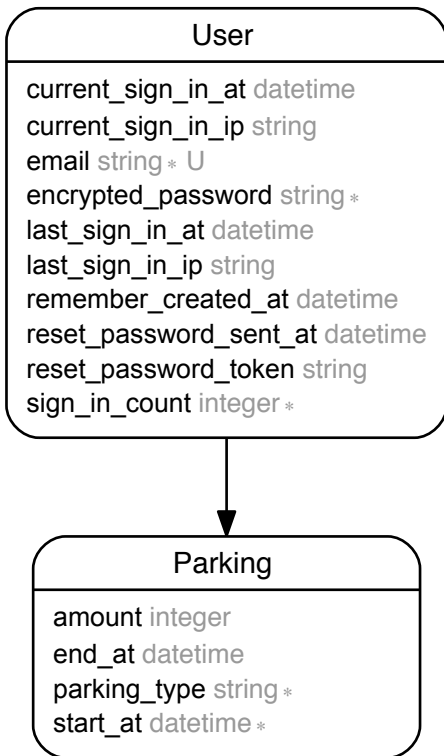 User
current_sign_in_at datetime
current_sign_in_ip string
email string * U
encrypted_password string *
last_sign_in_at datetime
last_sign_in_ip string
remember_created_at datetime
reset_password_sent_at datetime
reset_password_token string
sign_in_count integer *
Parking
amount integer
end_at datetime
parking_type string *
start_at datetime *